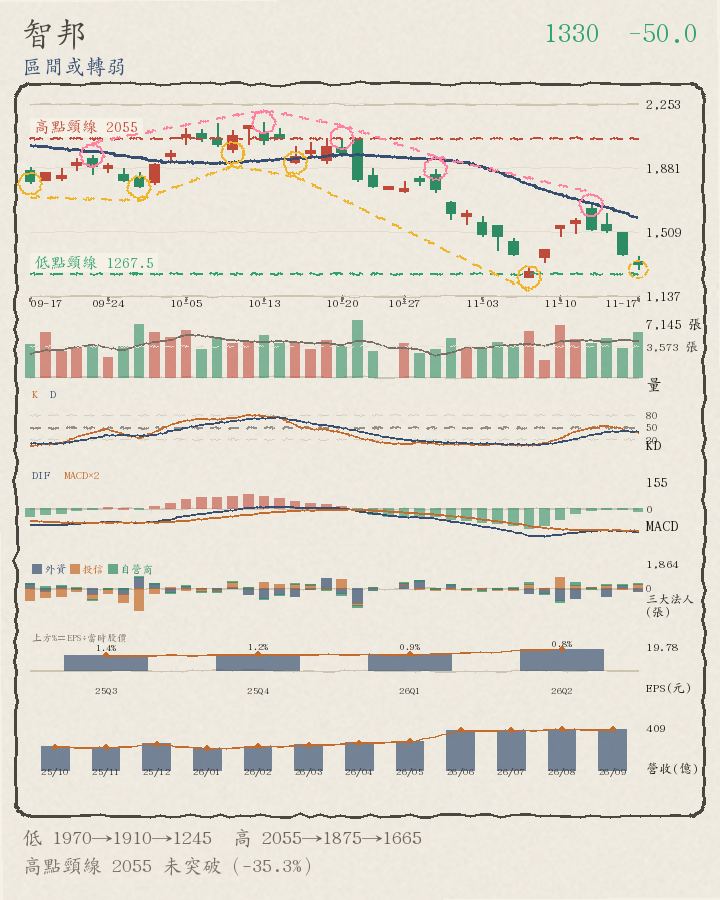 智邦
1330 -50.0
區間或轉弱
高點頸線 2055
低點頸線 1267.5
2,253
1,881
1,509
1,137
09-17 09-24 10-05 10-13 10-20 10-27 11-03 11-10 11-17
7,145 張
3,573 張
量
K D
80
50
20
KD
DIF MACD×2
155
0
MACD
外資 投信 自營商
1,864
0
三大法人
(張)
上方%=EPS÷當時股價
1.4% 1.2% 0.9% 0.8%
19.78
25Q3 25Q4 26Q1 26Q2
EPS(元)
409
25/10 25/11 25/12 26/01 26/02 26/03 26/04 26/05 26/06 26/07 26/08 26/09
營收(億)
低 1970→1910→1245 高 2055→1875→1665
高點頸線 2055 未突破 (-35.3%)